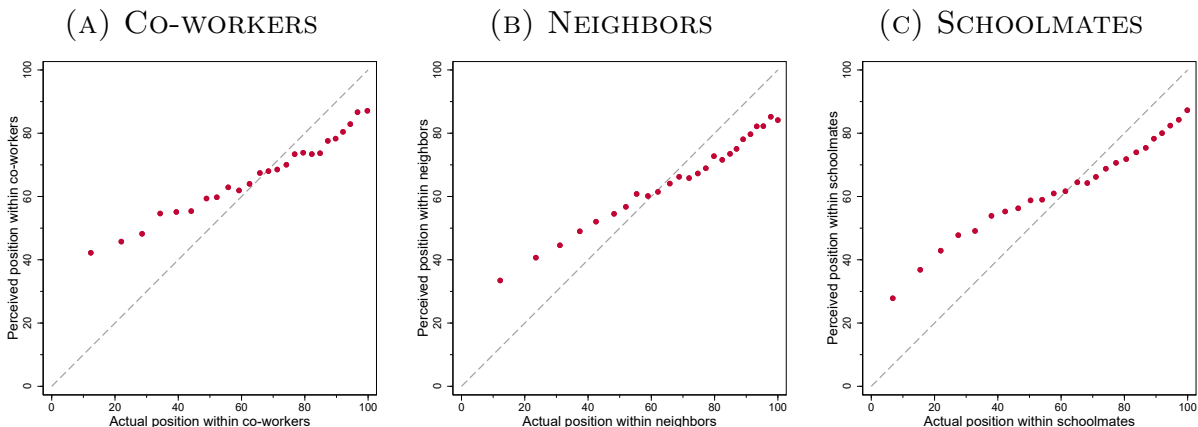 (A) CO-WORKERS
Perceived position within co-workers
100
80
60
40
20
0
0 20 40 60 80 100
Actual position within co-workers
(B) NEIGHBORS
Perceived position within neighbors
100
80
60
40
20
0
0 20 40 60 80 100
Actual position within neighbors
(C) SCHOOLMATES
Perceived position within schoolmates
100
80
60
40
20
0
0 20 40 60 80 100
Actual position within schoolmates